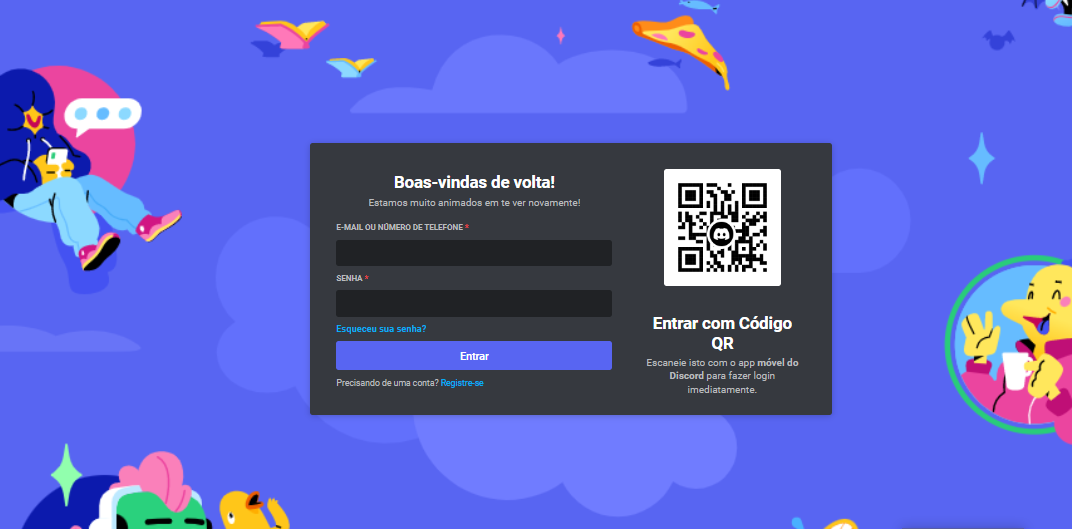 Boas-vindas de volta!
Estamos muito animados em te ver novamente!
E-MAIL OU NÚMERO DE TELEFONE *
SENHA *
Esqueceu sua senha?
Entrar
Precisando de uma conta? Registre-se
Entrar com Código
QR
Escaneie isto com o app móvel do
Discord para fazer login
imediatamente.